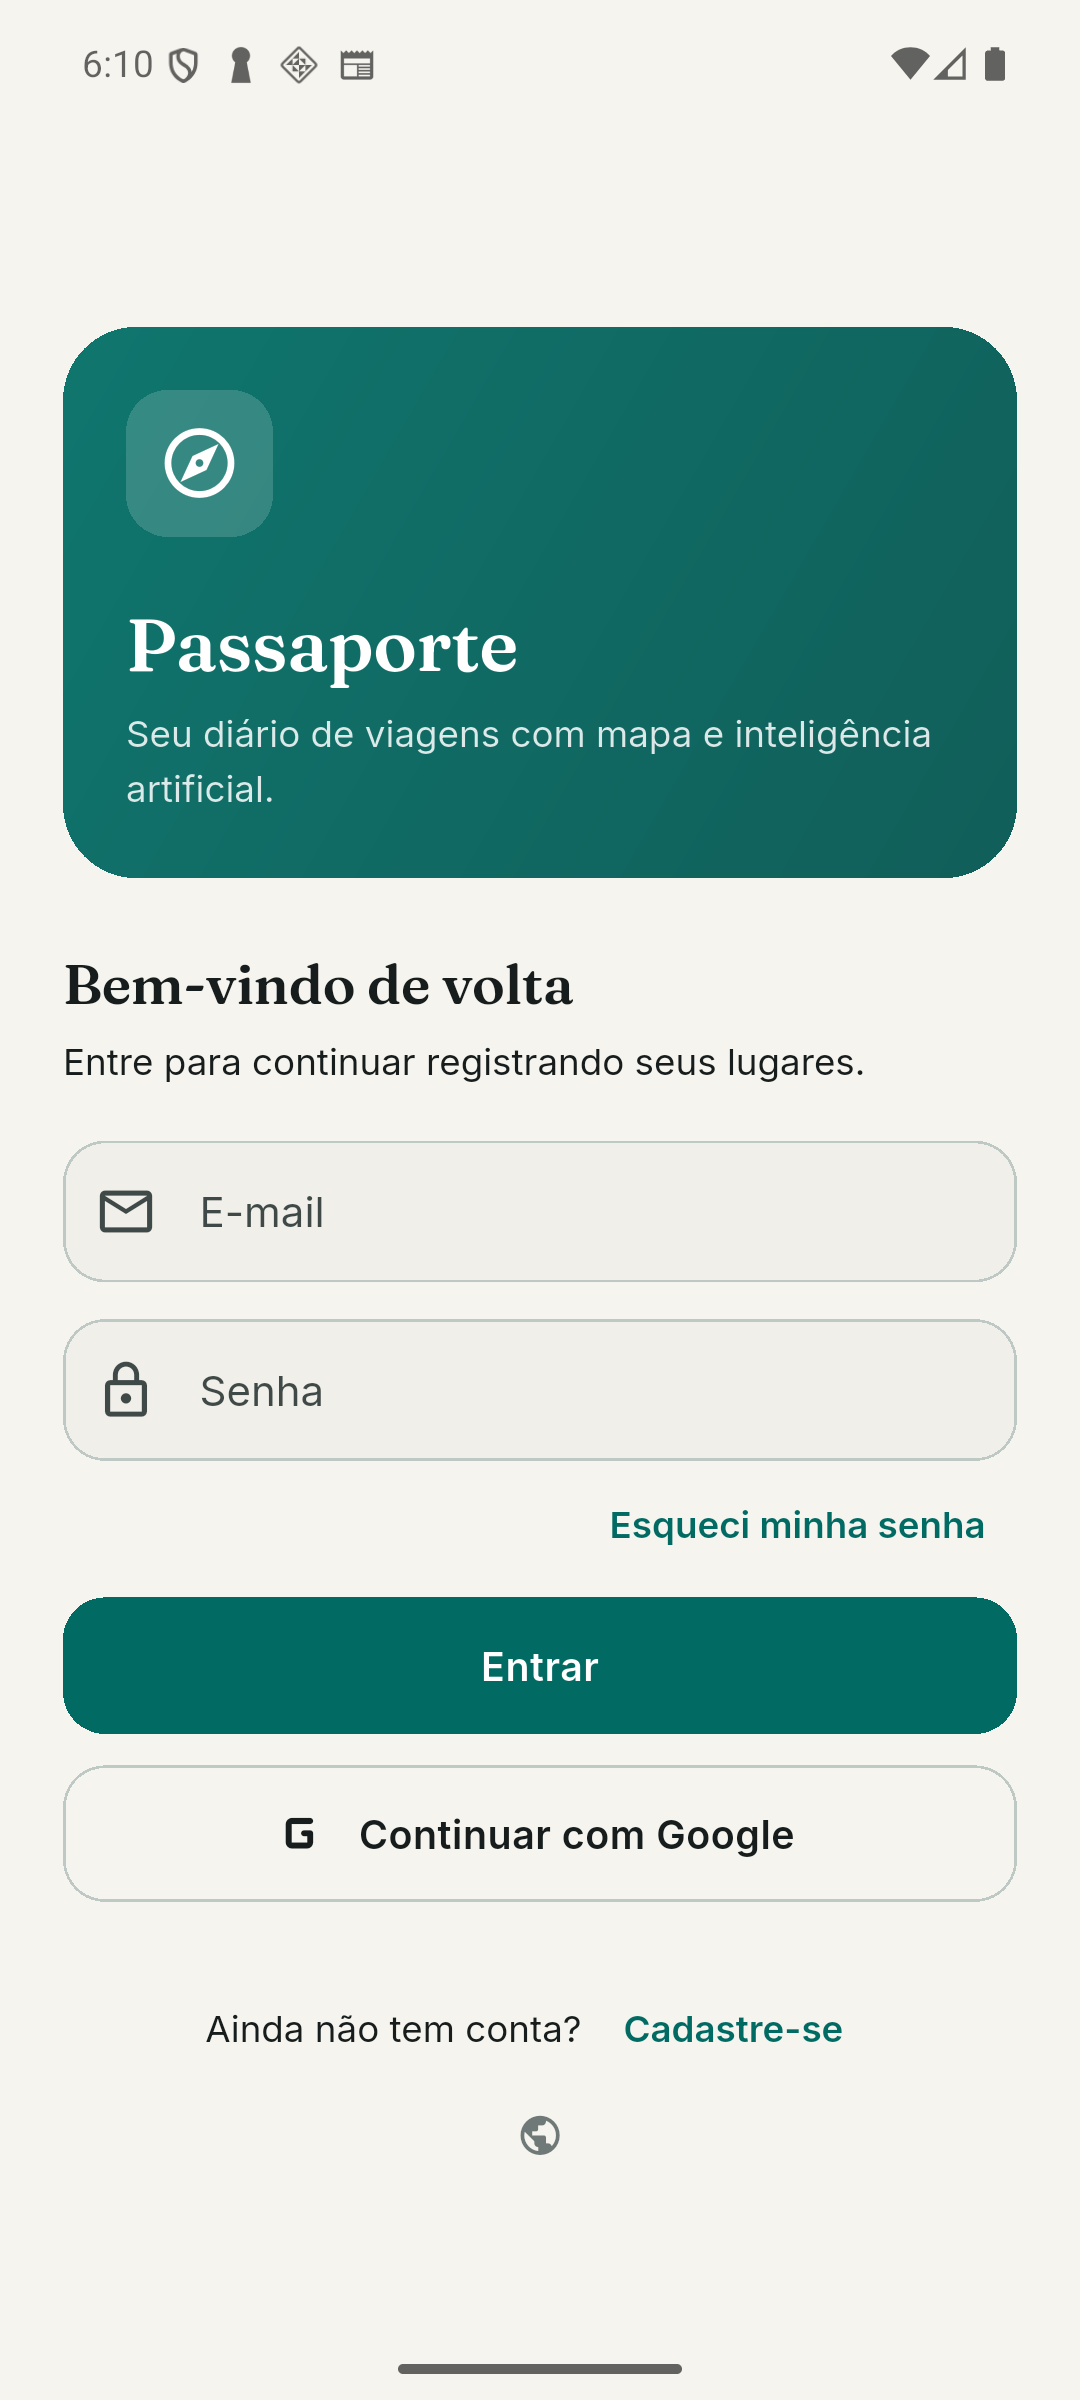 6:10
Passaporte
Seu diário de viagens com mapa e inteligência
artificial.
Bem-vindo de volta
Entre para continuar registrando seus lugares.
E-mail
Senha
Esqueci minha senha
Entrar
G Continuar com Google
Ainda não tem conta? Cadastre-se